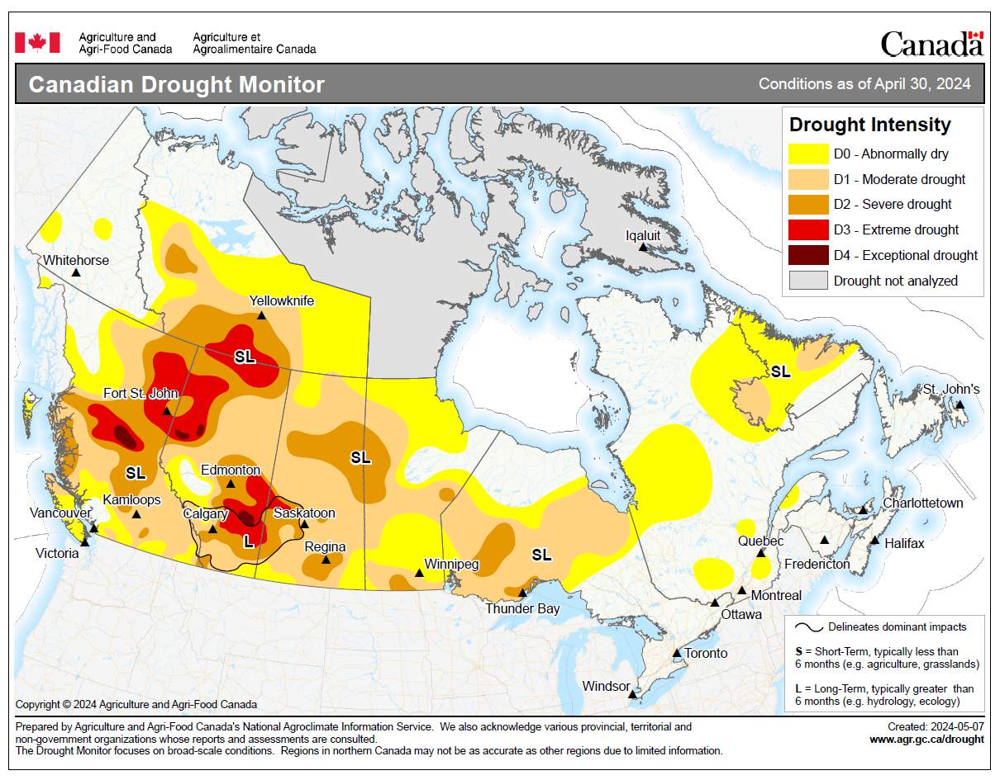 Agriculture and
Agri-Food Canada
Agriculture et
Agroalimentaire Canada
Canada
Canadian Drought Monitor
Conditions as of April 30, 2024
Drought Intensity
D0 - Abnormally dry
D1 - Moderate drought
D2 - Severe drought
D3 - Extreme drought
D4 - Exceptional drought
Drought not analyzed
Iqaluit
Whitehorse
Yellowknife
SL
SL
St. John's
Fort St. John
SL
SL
Edmonton
Kamloops
Charlottetown
Vancouver
Calgary
Saskatoon
L
Regina
Quebec
Halifax
Victoria
SL
Winnipeg
Fredericton
Montreal
Thunder Bay
Ottawa
Delineates dominant impacts
S = Short-Term, typically less than
6 months (e.g. agriculture, grasslands)
Toronto
Windsor
L = Long-Term, typically greater than
6 months (e.g. hydrology, ecology)
Copyright © 2024 Agriculture and Agri-Food Canada
Prepared by Agriculture and Agri-Food Canada's National Agroclimate Information Service. We also acknowledge various provincial, territorial and
non-government organizations whose reports and assessments are consulted.
The Drought Monitor focuses on broad-scale conditions. Regions in northern Canada may not be as accurate as other regions due to limited information.
Created: 2024-05-07
www.agr.gc.ca/drought